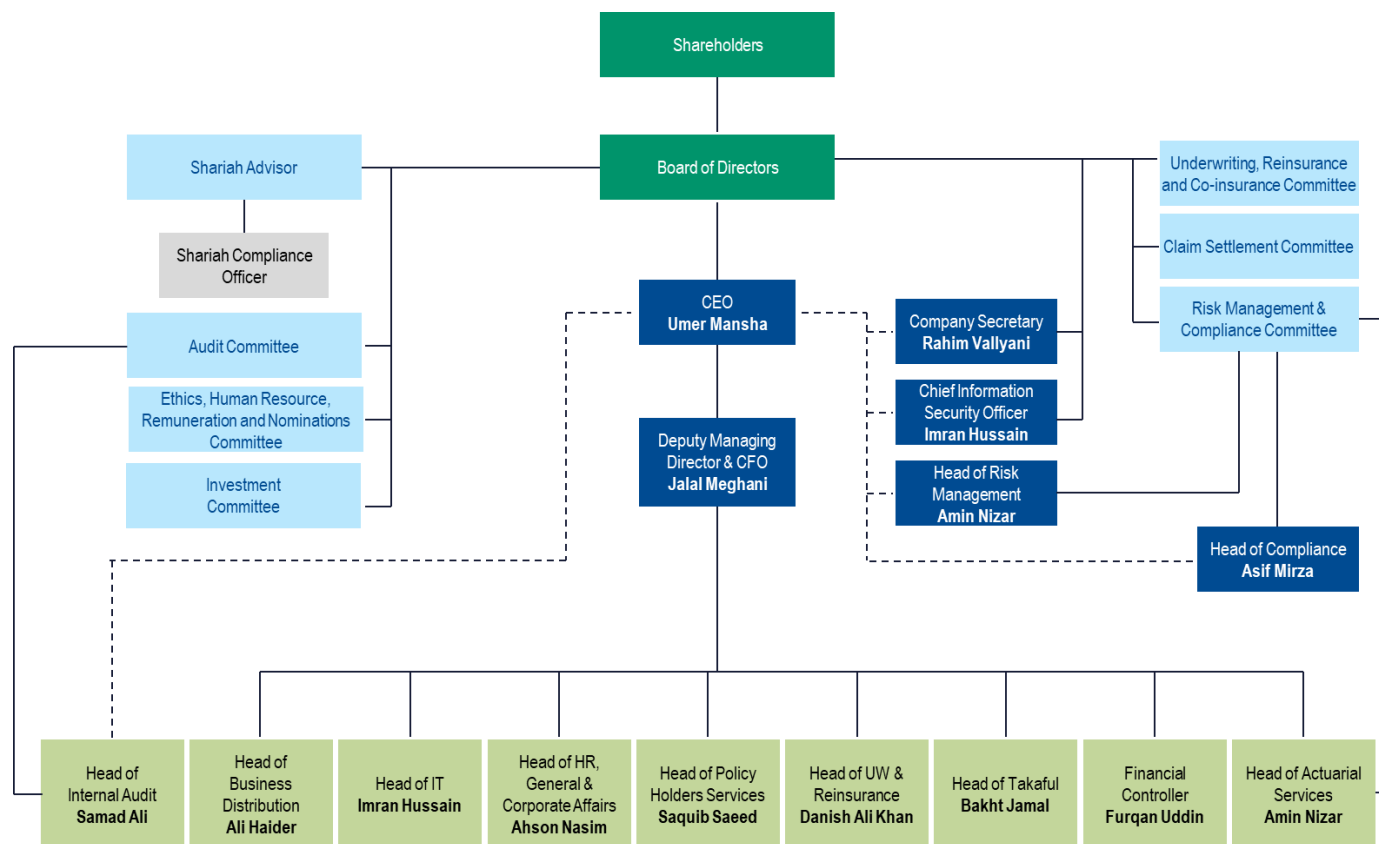 Shareholders
Board of Directors
Shariah Advisor
Shariah Compliance
Officer
Audit Committee
Ethics, Human Resource,
Remuneration and Nominations
Committee
Investment
Committee
CEO
Umer Mansha
Deputy Managing
Director & CFO
Jalal Meghani
Company Secretary
Rahim Vallyani
Chief Information
Security Officer
Imran Hussain
Head of Risk
Management
Amin Nizar
Underwriting, Reinsurance
and Co-insurance Committee
Claim Settlement Committee
Risk Management &
Compliance Committee
Head of Compliance
Asif Mirza
Head of
Internal Audit
Samad Ali
Head of
Business
Distribution
Ali Haider
Head of IT
Imran Hussain
Head of HR,
General &
Corporate Affairs
Ahson Nasim
Head of Policy
Holders Services
Saquib Saeed
Head of UW &
Reinsurance
Danish Ali Khan
Head of Takaful
Bakht Jamal
Financial
Controller
Furqan Uddin
Head of Actuarial
Services
Amin Nizar